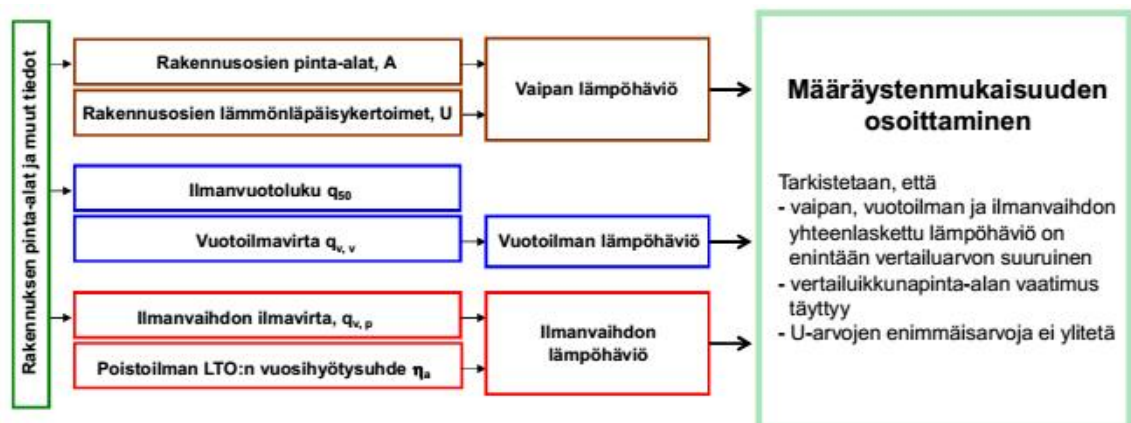 Rakennuksen pinta-alat ja muut tiedot
Rakennusosien pinta-alat, A
Rakennusosien lämmönläpäisykertoimet, U
Vaipan lämpöhäviö
Ilmanvuotoluku q50
Vuotoilmavirta qv, v
Vuotoilman lämpöhäviö
Ilmanvaihdon ilmavirta, qv, p
Poistoilman LTO:n vuosihyötysuhde ηa
Ilmanvaihdon
lämpöhäviö
Määräystenmukaisuuden
osoittaminen
Tarkistetaan, että
- vaipan, vuotoilman ja ilmanvaihdon
yhteenlaskettu lämpöhäviö on
enintään vertailuarvon suuruinen
- vertailuikkunapinta-alan vaatimus
täyttyy
- U-arvojen enimmäisarvoja ei ylitetä